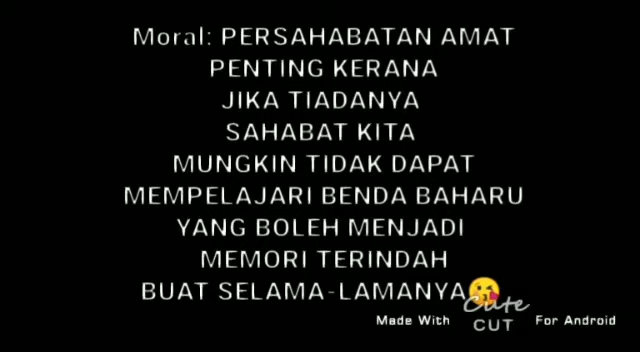 Moral: PERSAHABATAN AMAT
PENTING KERANA
JIKA TIADANYA
SAHABAT KITA
MUNGKIN TIDAK DAPAT
MEMPELAJARI BENDA BAHARU
YANG BOLEH MENJADI
MEMORI TERINDAH
BUAT SELAMA-LAMANYA😘
Made With Cute CUT For Android